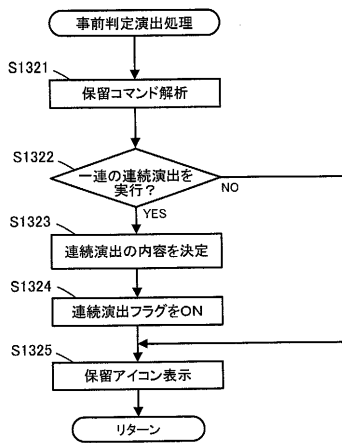 事前判定演出処理
S1321
保留コマンド解析
S1322
一連の連続演出を
実行？
NO
YES
S1323
連続演出の内容を決定
S1324
連続演出フラグをON
S1325
保留アイコン表示
リターン